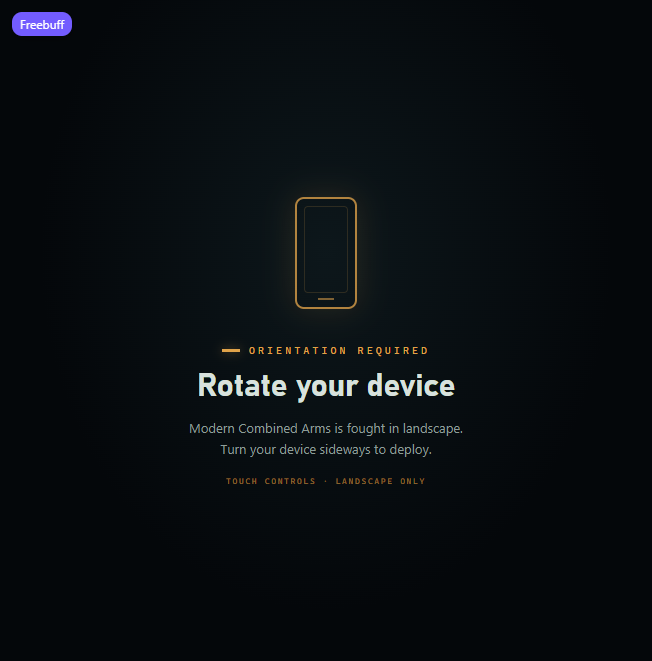 Freebuff
ORIENTATION REQUIRED
Rotate your device
Modern Combined Arms is fought in landscape.
Turn your device sideways to deploy.
TOUCH CONTROLS · LANDSCAPE ONLY